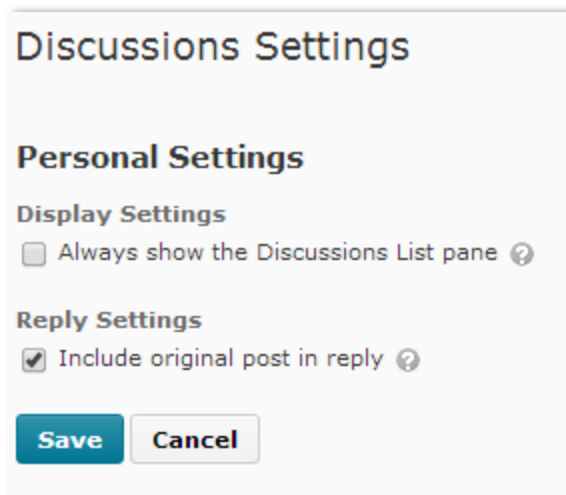 Discussions Settings
Personal Settings
Display Settings
Always show the Discussions List pane ?
Reply Settings
Include original post in reply ?
Save Cancel